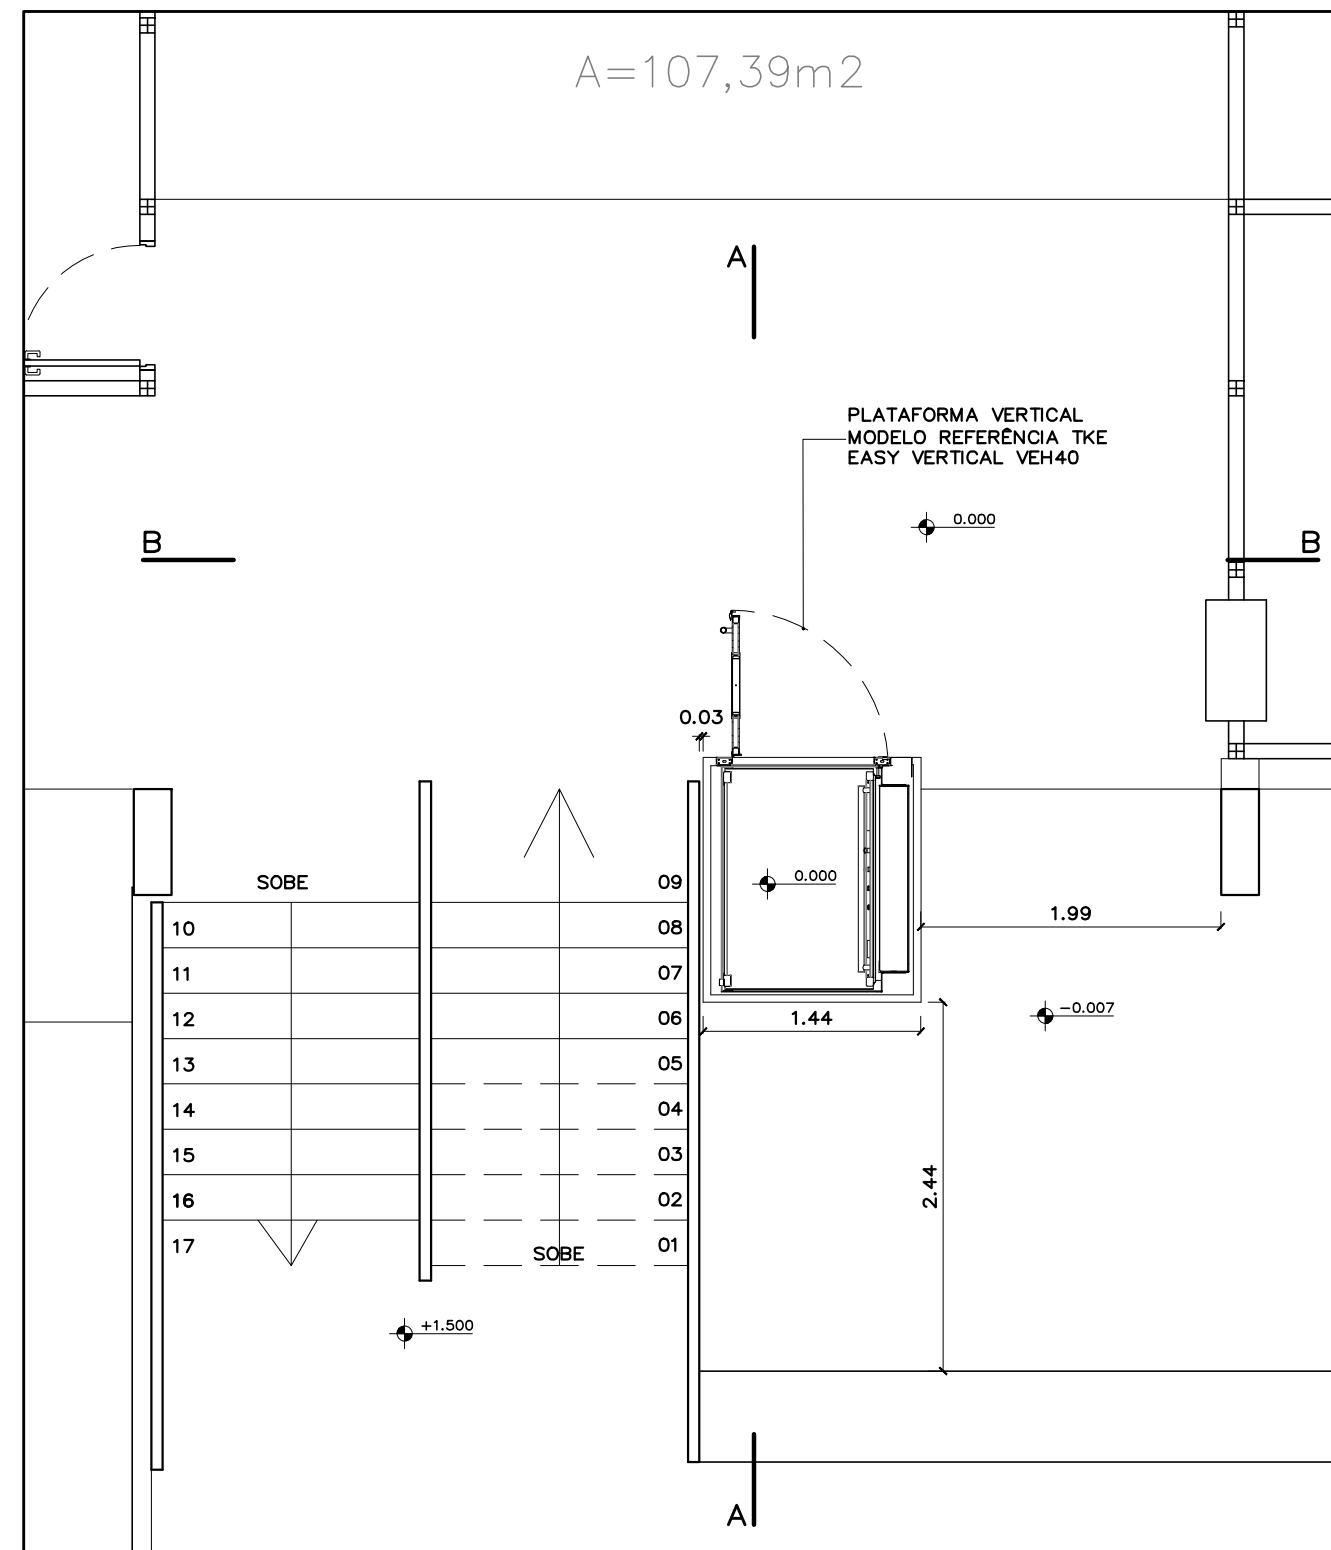 A=107,39m2
A
PLATAFORMA VERTICAL
MODELO REFERÊNCIA TKE
EASY VERTICAL VEH40
0.000
B
B
0.03
SOBE
09
0.000
10
08
1.99
11
07
12
06
1.44
-0.007
13
05
14
04
15
03
16
02
2.44
17
01
SOBE
+1.500
A